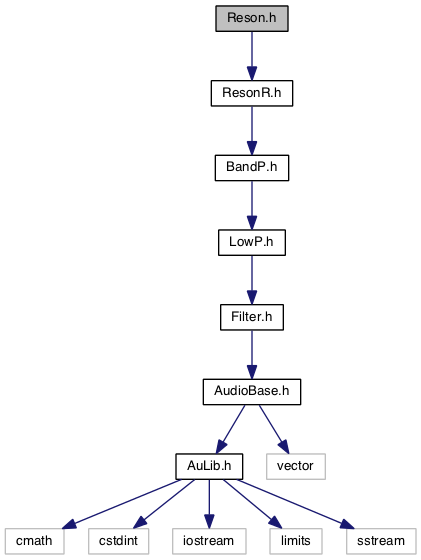 Reson.h
ResonR.h
BandP.h
LowP.h
Filter.h
AudioBase.h
AuLib.h
vector
cmath
cstdint
iostream
limits
sstream